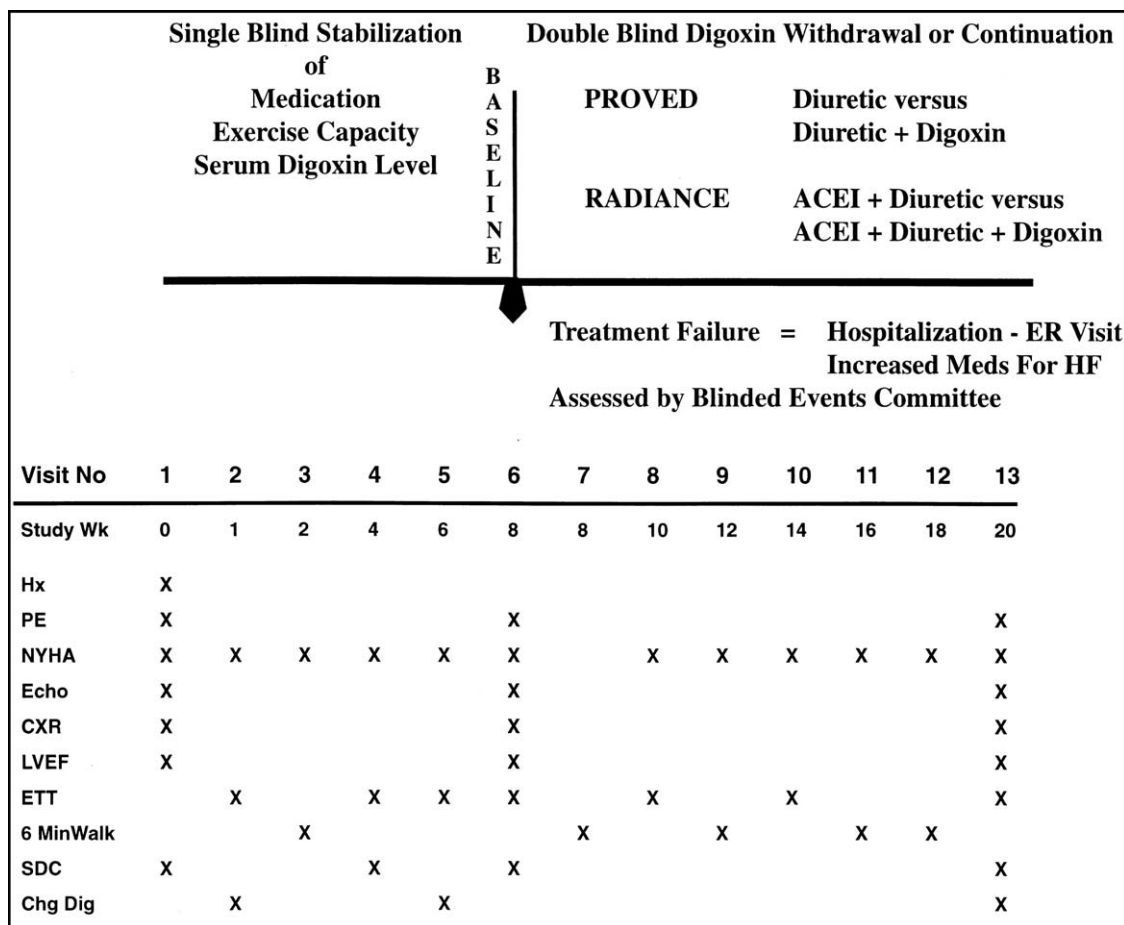 Single Blind Stabilization
of
Medication
Exercise Capacity
Serum Digoxin Level
BASELINE
Double Blind Digoxin Withdrawal or Continuation
PROVED Diuretic versus
Diuretic + Digoxin
RADIANCE ACEI + Diuretic versus
ACEI + Diuretic + Digoxin
Treatment Failure = Hospitalization - ER Visit
Increased Meds For HF
Assessed by Blinded Events Committee
Visit No 1 2 3 4 5 6 7 8 9 10 11 12 13
Study Wk 0 1 2 4 6 8 8 10 12 14 16 18 20
Hx X
PE X X X
NYHA X X X X X X X X X X X X
Echo X X X
CXR X X X
LVEF X X X
ETT X X X X X X X
6 MinWalk X X X X X
SDC X X X X
Chg Dig X X X